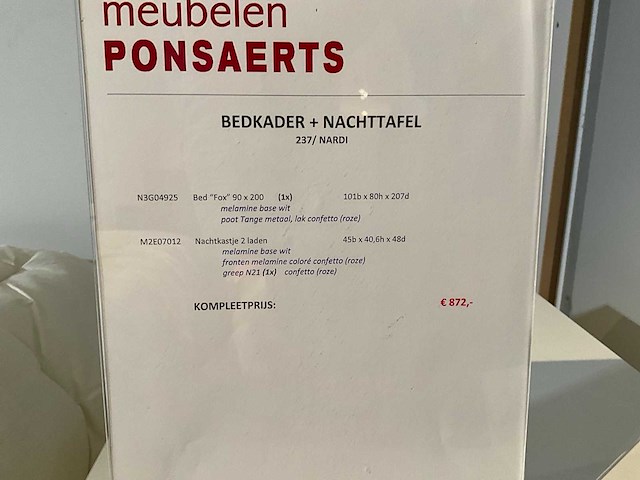 meubelen
PONSAERTS
BEDKADER + NACHTTAFEL
237/ NARDI
N3G04925 Bed "Fox" 90 x 200 (1x) 101b x 80h x 207d
melamine base wit
poot Tange metaal, lak confetto (roze)
M2E07012 Nachtkastje 2 laden 45b x 40,6h x 48d
melamine base wit
fronten melamine coloré confetto (roze)
greep N21 (1x) confetto (roze)
KOMPLEETPRIJS: € 872,-